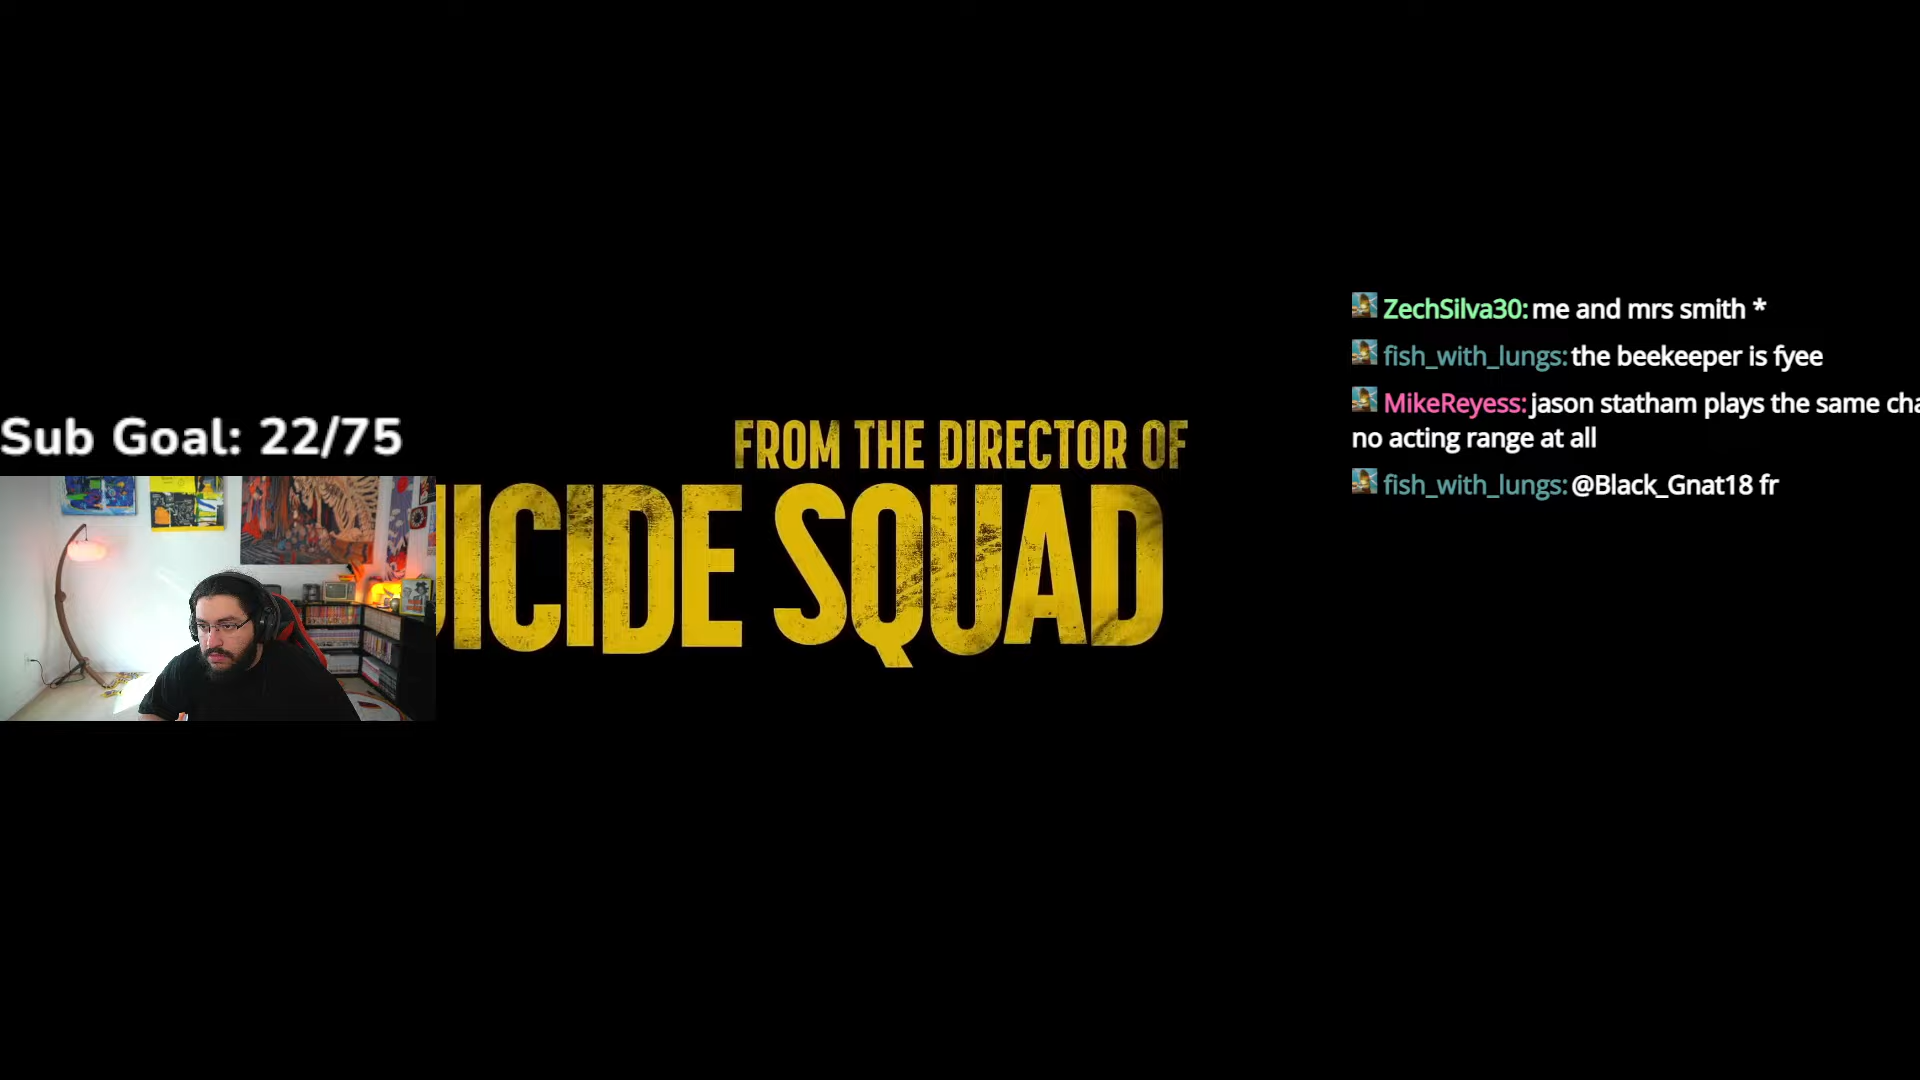 ZechSilva30: me and mrs smith *
fish_with_lungs: the beekeeper is fyee
MikeReyess: jason statham plays the same cha
no acting range at all
fish_with_lungs: @Black_Gnat18 fr
Sub Goal: 22/75
FROM THE DIRECTOR OF
UICIDE SQUAD